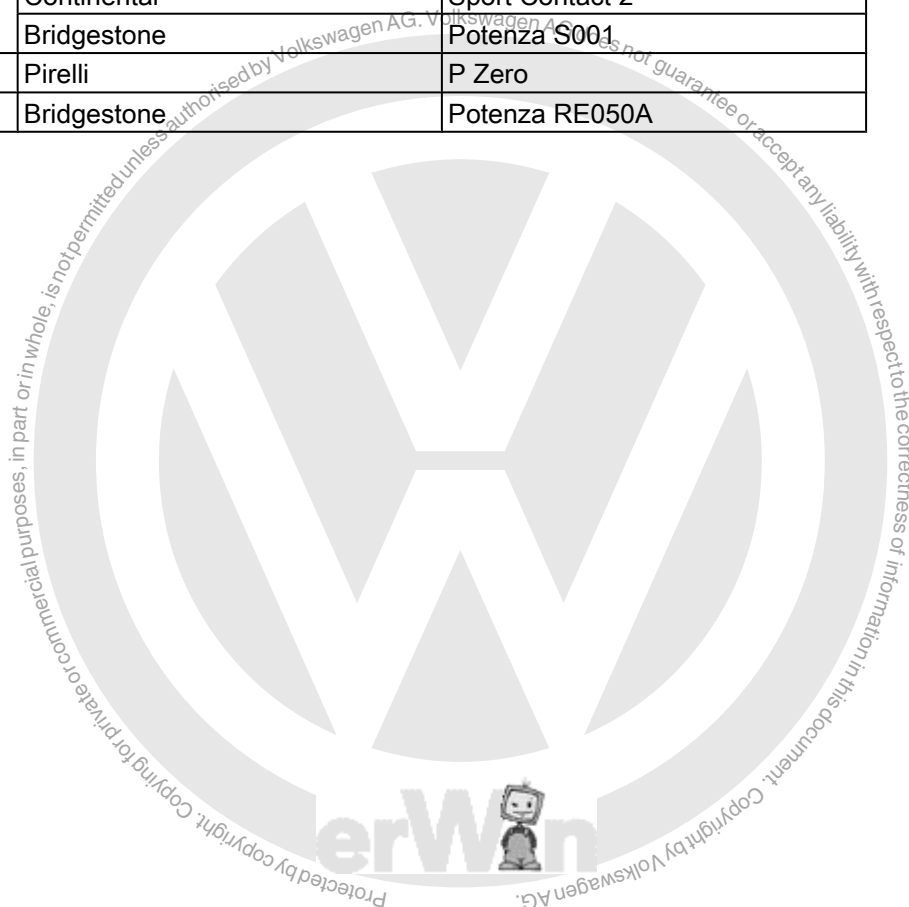 Continental Sport Contact 2
Bridgestone Potenza S001
Pirelli P Zero
Bridgestone Potenza RE050A
Protected by copyright. Copying for private or commercial purposes, in part or in whole, is not permitted unless authorised by Volkswagen AG. Volkswagen AG does not guarantee or accept any liability with respect to the correctness of information in this document. Copyright by Volkswagen AG.
erWin